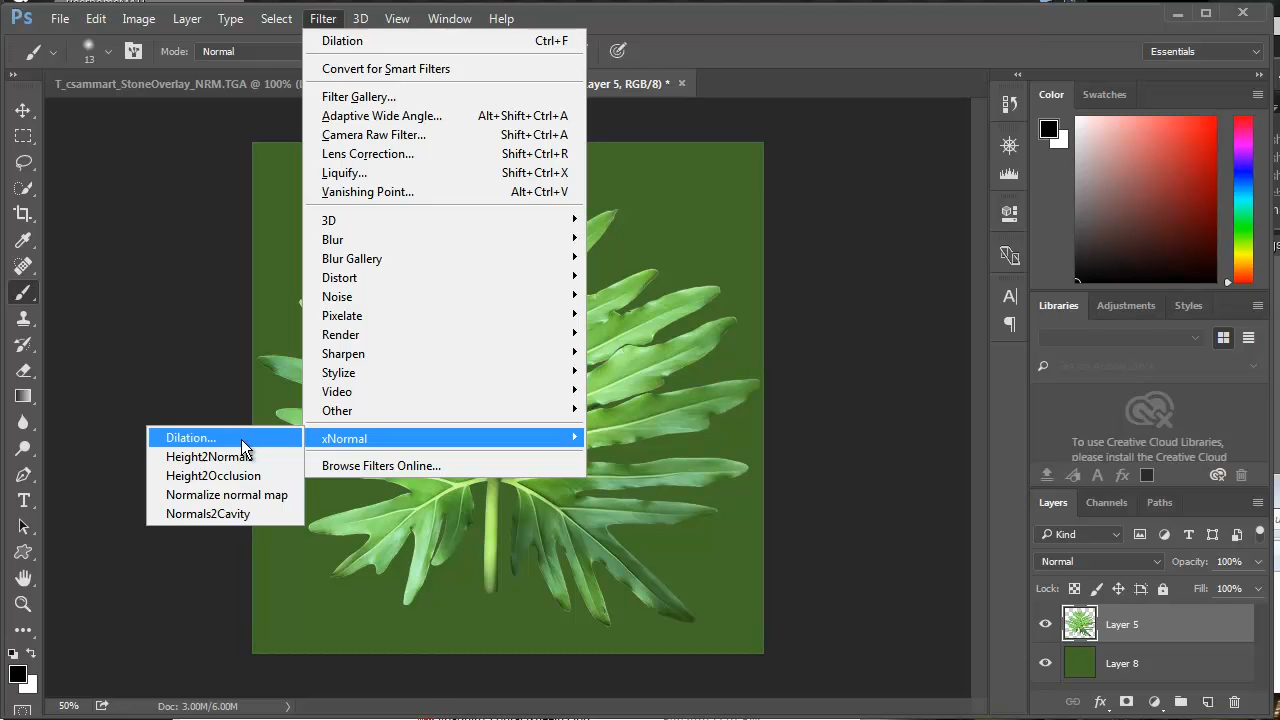 Ps File Edit Image Layer Type Select Filter 3D View Window Help
13 Mode: Normal Essentials
T_csammart_StoneOverlay_NRM.TGA @ 100% ( Layer 5, RGB/8) * ×
Dilation Ctrl+F
Convert for Smart Filters
Filter Gallery...
Adaptive Wide Angle... Alt+Shift+Ctrl+A
Camera Raw Filter... Shift+Ctrl+A
Lens Correction... Shift+Ctrl+R
Liquify... Shift+Ctrl+X
Vanishing Point... Alt+Ctrl+V
3D
Blur
Blur Gallery
Distort
Noise
Pixelate
Render
Sharpen
Stylize
Video
Other
xNormal
Browse Filters Online...
Dilation...
Height2Normals
Height2Occlusion
Normalize normal map
Normals2Cavity
Color Swatches
Libraries Adjustments Styles
To use Creative Cloud Libraries,
please install the Creative Cloud
Layers Channels Paths
Kind
Normal Opacity: 100%
Lock: Fill: 100%
Layer 5
Layer 8
50% Doc: 3.00M/6.00M